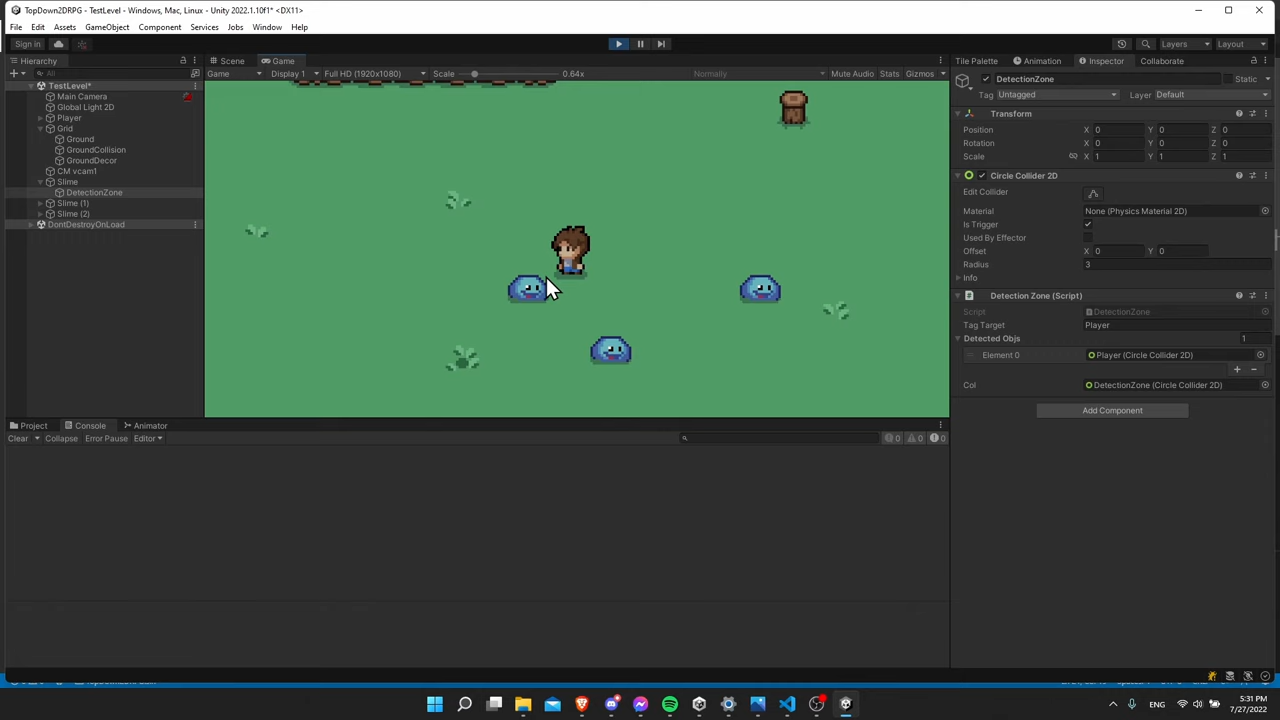 TopDown2DRPG - TestLevel - Windows, Mac, Linux - Unity 2022.1.10f1* <DX11>
File Edit Assets GameObject Component Services Jobs Window Help
Sign in
Layers
Layout
Hierarchy
All
TestLevel*
Main Camera
Global Light 2D
Player
Grid
Ground
GroundCollision
GroundDecor
CM vcam1
Slime
DetectionZone
Slime (1)
Slime (2)
DontDestroyOnLoad
Scene Game
Game Display 1 Full HD (1920x1080) Scale 0.64x Normally Mute Audio Stats Gizmos
Tile Palette Animation Inspector Collaborate
DetectionZone Static
Tag Untagged Layer Default
Transform
Position X 0 Y 0 Z 0
Rotation X 0 Y 0 Z 0
Scale X 1 Y 1 Z 1
Circle Collider 2D
Edit Collider
Material None (Physics Material 2D)
Is Trigger
Used By Effector
Offset X 0 Y 0
Radius 3
Info
Detection Zone (Script)
Script DetectionZone
Tag Target Player
Detected Objs 1
Element 0 Player (Circle Collider 2D)
Col DetectionZone (Circle Collider 2D)
Add Component
Project Console Animator
Clear Collapse Error Pause Editor
0 0 0
ENG
5:31 PM
7/27/2022